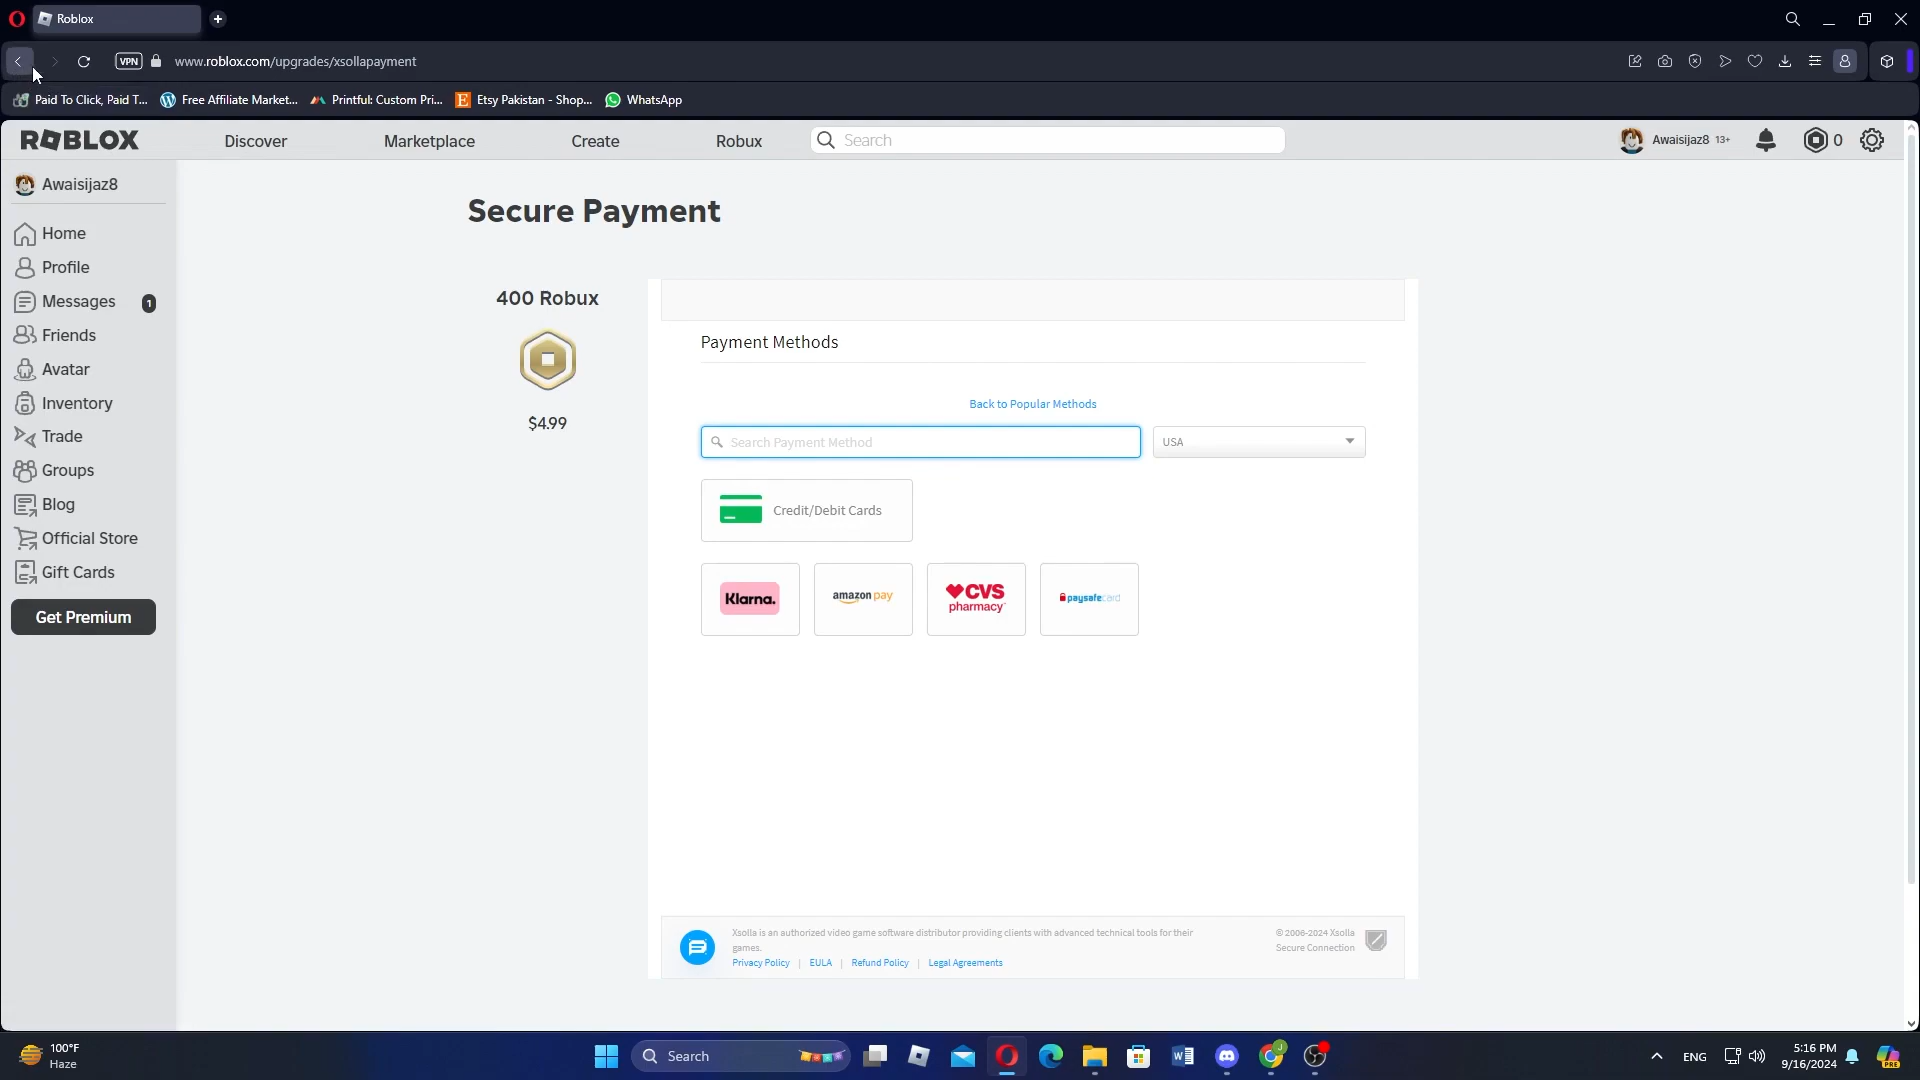 Roblox
VPN
www.roblox.com/upgrades/xsollapayment
Paid To Click, Paid T...
Free Affiliate Market...
Printful: Custom Pri...
Etsy Pakistan - Shop...
WhatsApp
ROBLOX
Discover
Marketplace
Create
Robux
Search
Awaisijaz8 13+
0
Awaisijaz8
Home
Profile
Messages 1
Friends
Avatar
Inventory
Trade
Groups
Blog
Official Store
Gift Cards
Get Premium
Secure Payment
400 Robux
$4.99
Payment Methods
Back to Popular Methods
Search Payment Method
USA
Credit/Debit Cards
Klarna.
amazon pay
CVS
pharmacy
paysafecard
Xsolla is an authorized video game software distributor providing clients with advanced technical tools for their
games.
Privacy Policy | EULA | Refund Policy | Legal Agreements
© 2006-2024 Xsolla
Secure Connection
100°F
Haze
Search
ENG
5:16 PM
9/16/2024